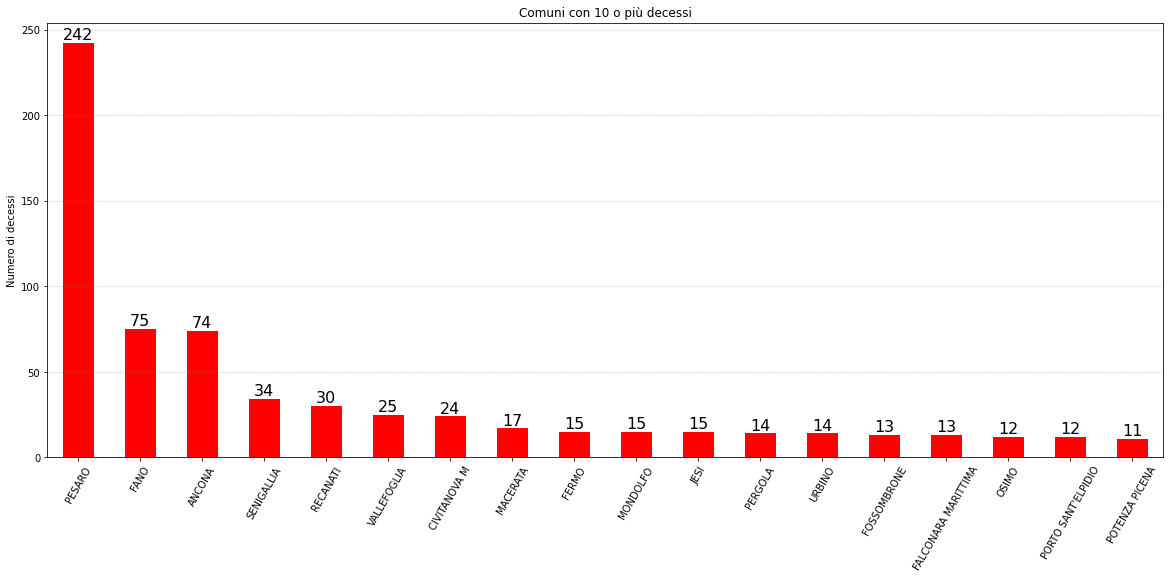 Comuni con 10 o più decessi
Numero di decessi
250
200
150
100
50
0
242
75
74
34
30
25
24
17
15
15
15
14
14
13
13
12
12
11
PESARO
FANO
ANCONA
SENIGALLIA
RECANATI
VALLEFOGLIA
CIVITANOVA M
MACERATA
FERMO
MONDOLFO
JESI
PERGOLA
URBINO
FOSSOMBRONE
FALCONARA MARITTIMA
OSIMO
PORTO SANT'ELPIDIO
POTENZA PICENA